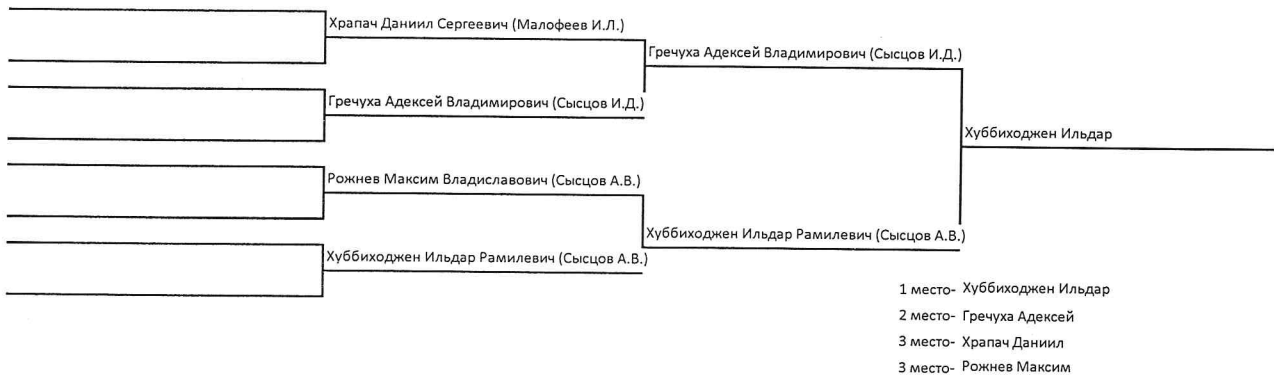 Храпач Даниил Сергеевич (Малофеев И.Л.)
Гречуха Адексей Владимирович (Сысцов И.Д.)
Гречуха Адексей Владимирович (Сысцов И.Д.)
Хуббиходжен Ильдар
Рожнев Максим Владиславович (Сысцов А.В.)
Хуббиходжен Ильдар Рамилевич (Сысцов А.В.)
Хуббиходжен Ильдар Рамилевич (Сысцов А.В.)
1 место- Хуббиходжен Ильдар
2 место- Гречуха Адексей
3 место- Храпач Даниил
3 место- Рожнев Максим